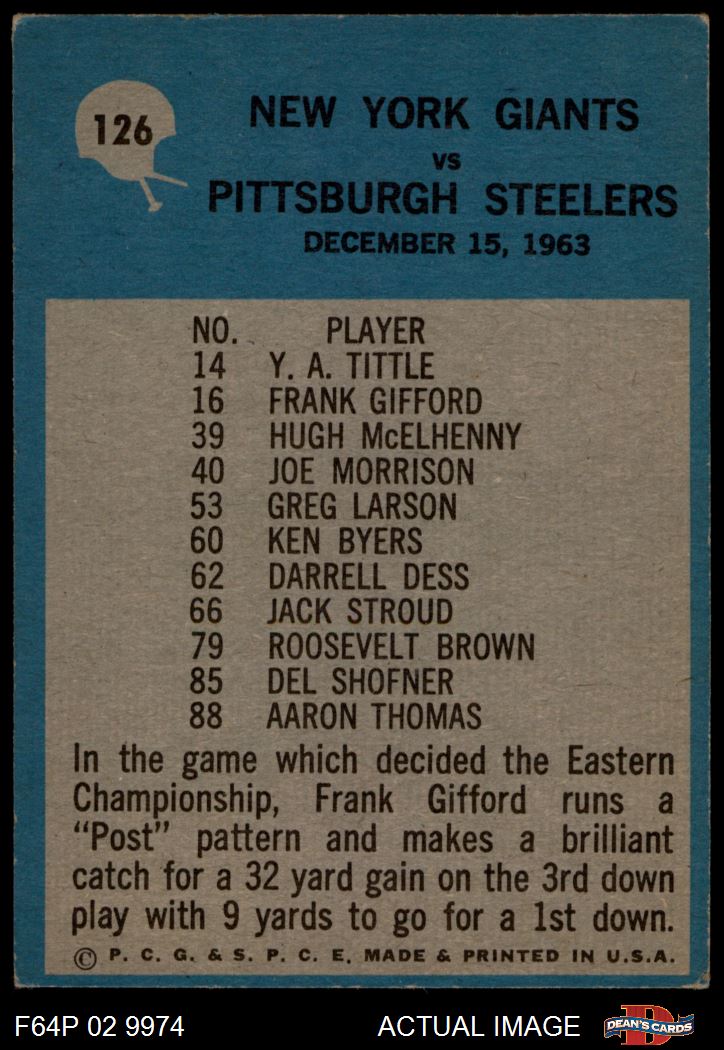 126
NEW YORK GIANTS
VS
PITTSBURGH STEELERS
DECEMBER 15, 1963
NO. PLAYER
14 Y. A. TITTLE
16 FRANK GIFFORD
39 HUGH McELHENNY
40 JOE MORRISON
53 GREG LARSON
60 KEN BYERS
62 DARRELL DESS
66 JACK STROUD
79 ROOSEVELT BROWN
85 DEL SHOFNER
88 AARON THOMAS
In the game which decided the Eastern
Championship, Frank Gifford runs a
“Post” pattern and makes a brilliant
catch for a 32 yard gain on the 3rd down
play with 9 yards to go for a 1st down.
© P. C. G. & S. P. C. E. MADE & PRINTED IN U.S.A.
F64P 02 9974 ACTUAL IMAGE D DEAN'S CARDS